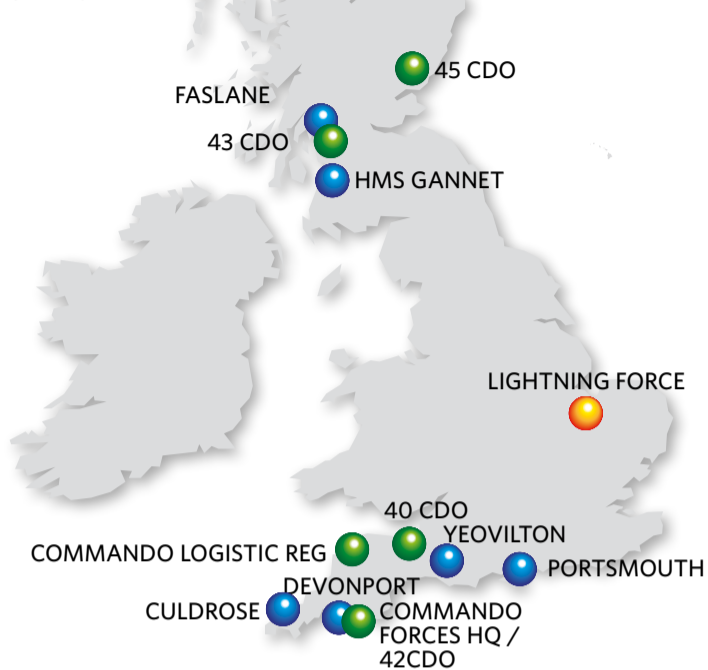 45 CDO
FASLANE
43 CDO
HMS GANNET
LIGHTNING FORCE
40 CDO
YEOVILTON
COMMANDO LOGISTIC REG
PORTSMOUTH
DEVONPORT
CULDROSE
COMMANDO
FORCES HQ /
42CDO